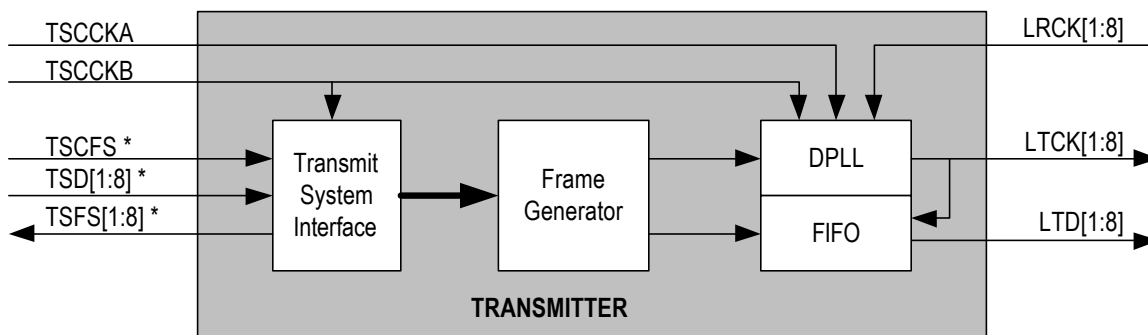 TSCCKA
LRCK[1:8]
TSCCKB
TSCFS *
TSD[1:8] *
TSFS[1:8] *
Transmit
System
Interface
Frame
Generator
DPLL
FIFO
LTCK[1:8]
LTD[1:8]
TRANSMITTER